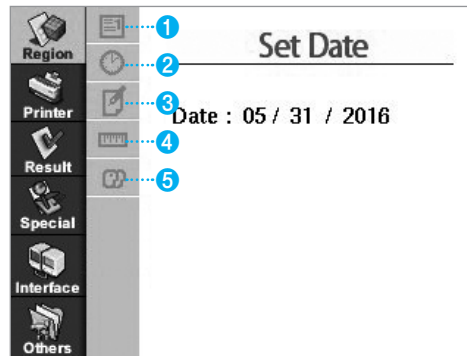 Region
Printer
Result
Special
Interface
Others
1
2
3
4
5
Set Date
Date : 05 / 31 / 2016